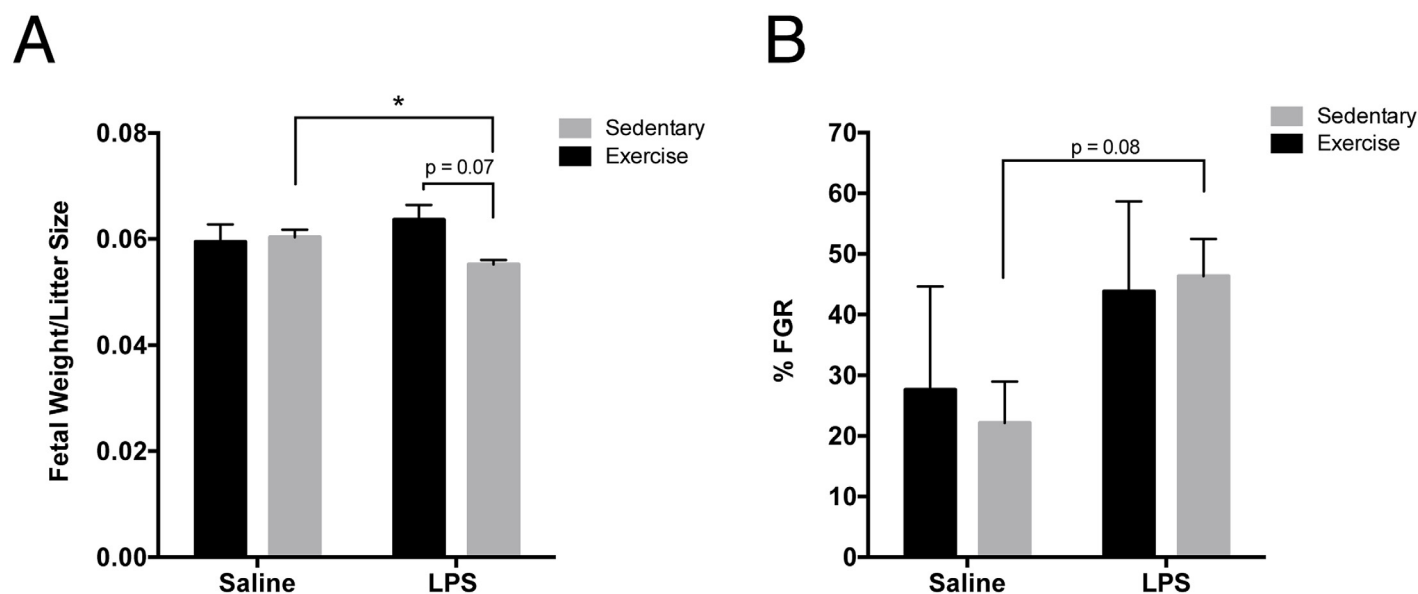 A
*
p = 0.07
Sedentary
Exercise
Fetal Weight/Litter Size
0.08
0.06
0.04
0.02
0.00
Saline
LPS
B
p = 0.08
Sedentary
Exercise
% FGR
70
60
50
40
30
20
10
0
Saline
LPS